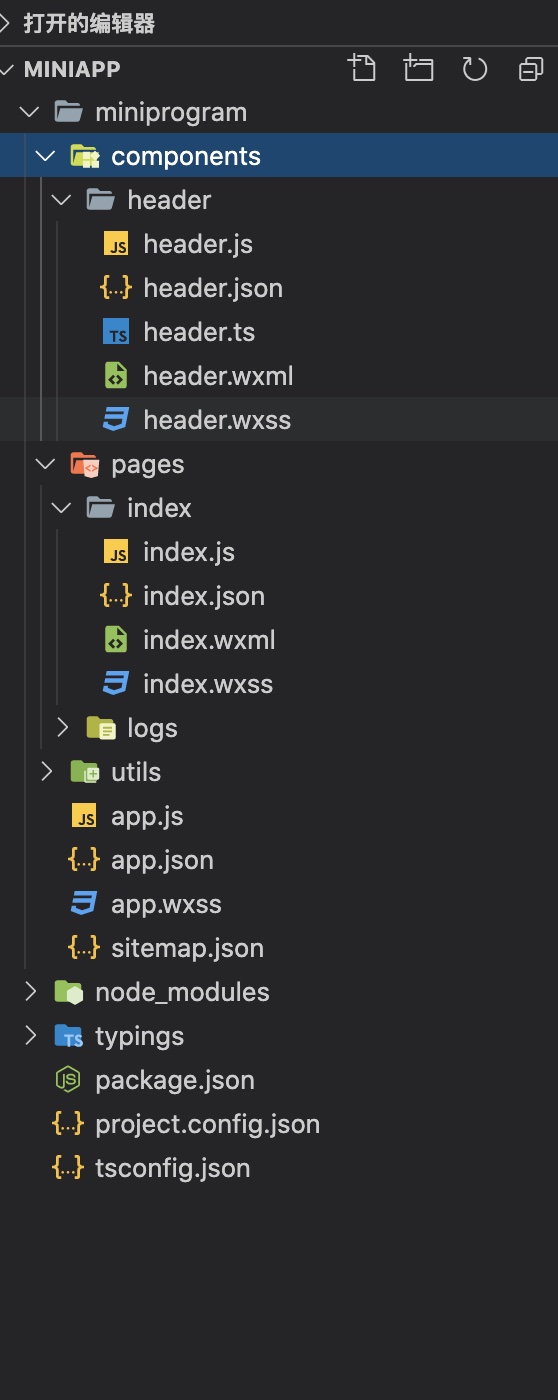 打开的编辑器
MINIAPP
miniprogram
components
header
JS header.js
{...} header.json
TS header.ts
header.wxml
header.wxss
pages
index
JS index.js
{...} index.json
index.wxml
index.wxss
logs
utils
JS app.js
{...} app.json
app.wxss
{...} sitemap.json
node_modules
TS typings
JS package.json
{...} project.config.json
{...} tsconfig.json